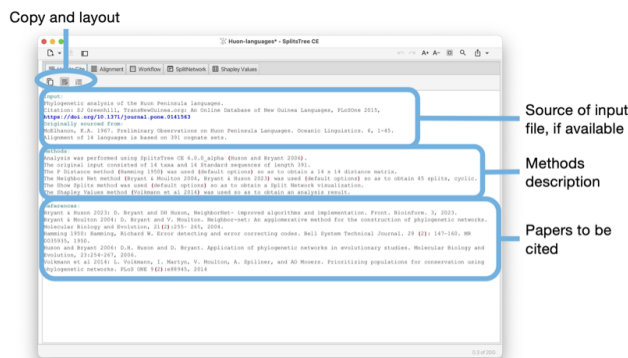 Copy and layout
Huon-languages* - SplitsTree CE
A+ A-
How to Cite Alignment Workflow SplitNetwork Shapley Values
Input:
Phylogenetic analysis of the Huon Peninsula languages.
Citation: SJ Greenhill, TransNewGuinea.org: An Online Database of New Guinea Languages, PLoSOne 2015,
https://doi.org/10.1371/journal.pone.0141563
Originally sourced from:
McElhanon, K.A. 1967. Preliminary Observations on Huon Peninsula Languages. Oceanic Linguistics. 6, 1-45.
Alignment of 14 languages is based on 391 cognate sets.
Source of input
file, if available
Methods:
Analysis was performed using SplitsTree CE 6.0.0_alpha (Huson and Bryant 2006).
The original input consisted of 14 taxa and 14 Standard sequences of length 391.
The P Distance method (Hamming 1950) was used (default options) so as to obtain a 14 x 14 distance matrix.
The Neighbor Net method (Bryant & Moulton 2004, Bryant & Huson 2023) was used (default options) so as to obtain 65 splits, cyclic.
The Show Splits method was used (default options) so as to obtain a Split Network visualization.
The Shapley Values method (Volkmann et al 2014) was used so as to obtain an analysis result.
Methods
description
References:
Bryant & Huson 2023: D. Bryant and DH Huson, NeighborNet- improved algorithms and implementation. Front. Bioinform. 3, 2023.
Bryant & Moulton 2004: D. Bryant and V. Moulton. Neighbor-net: An agglomerative method for the construction of phylogenetic networks.
Molecular Biology and Evolution, 21(2):255- 265, 2004.
Hamming 1950: Hamming, Richard W. Error detecting and error correcting codes. Bell System Technical Journal. 29 (2): 147-160. MR
0035935, 1950.
Huson and Bryant 2006: D.H. Huson and D. Bryant. Application of phylogenetic networks in evolutionary studies. Molecular Biology and
Evolution, 23:254-267, 2006.
Volkmann et al 2014: L. Volkmann, I. Martyn, V. Moulton, A. Spillner, and AO Mooers. Prioritizing populations for conservation using
phylogenetic networks. PLoS ONE 9(2):e88945, 2014
Papers to be
cited